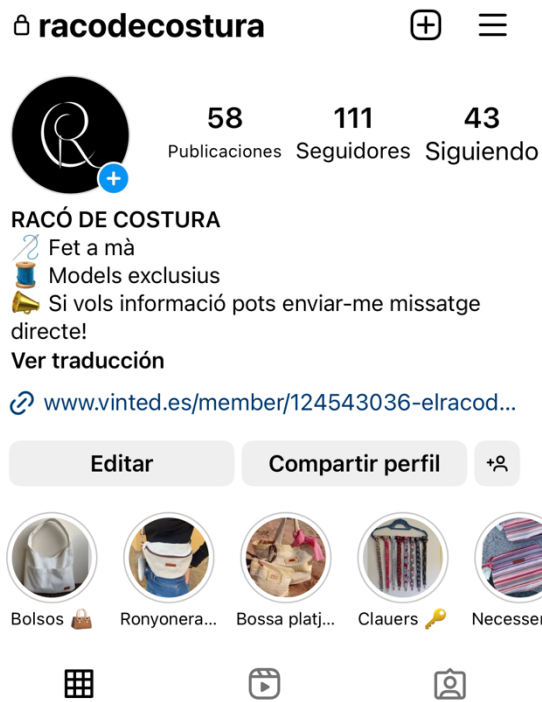 racodecostura
58 111 43
Publicaciones Seguidores Siguiendo
RACÓ DE COSTURA
🪡 Fet a mà
🧵 Models exclusius
📣 Si vols informació pots enviar-me missatge
directe!
Ver traducción
www.vinted.es/member/124543036-elracod...
Editar Compartir perfil
Bolsos 👜 Ronyonera... Bossa platj... Clauers 🔑 Necesser